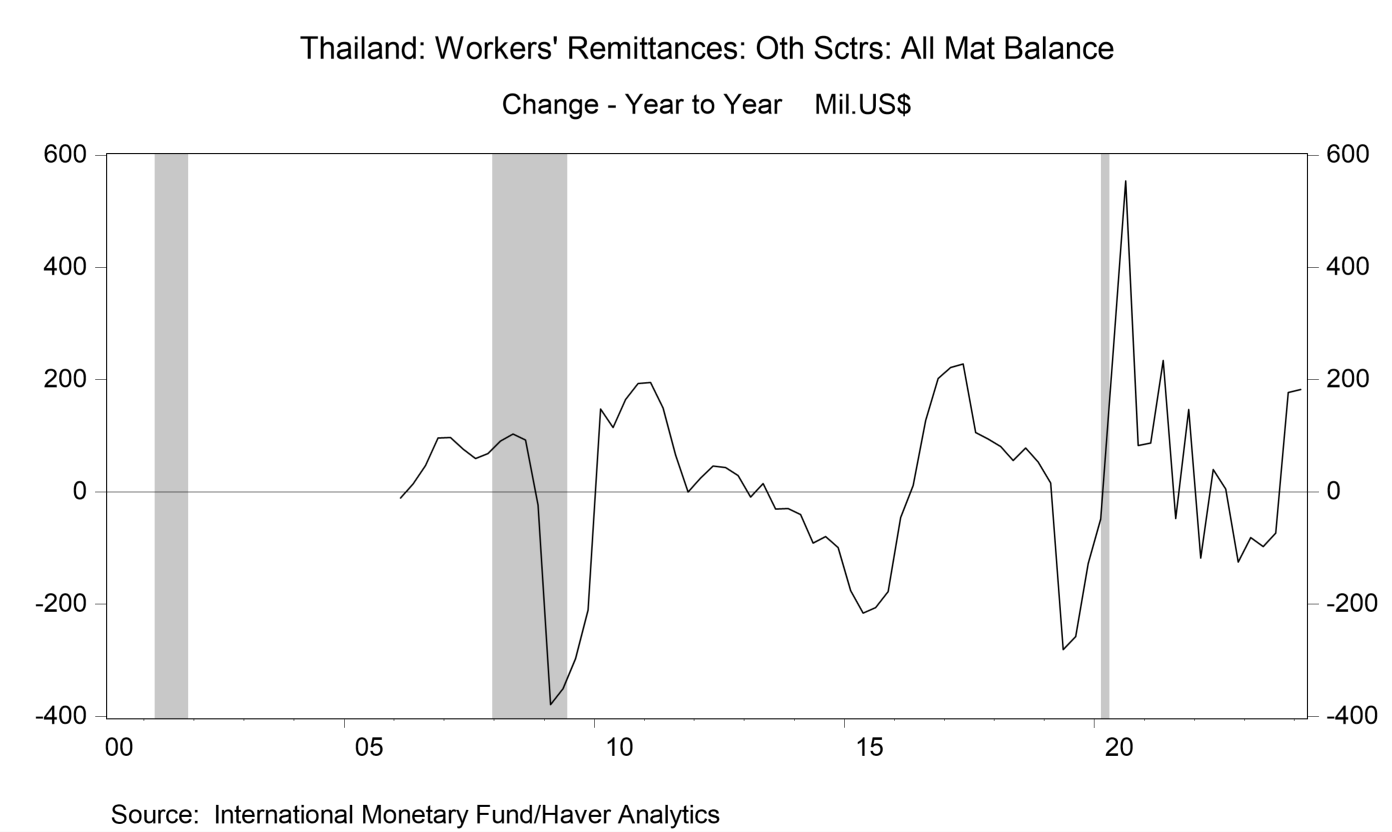 Thailand: Workers' Remittances: Oth Sctrs: All Mat Balance
Change - Year to Year Mil.US$
600 600
400 400
200 200
0 0
-200 -200
-400 -400
00 05 10 15 20
Source: International Monetary Fund/Haver Analytics